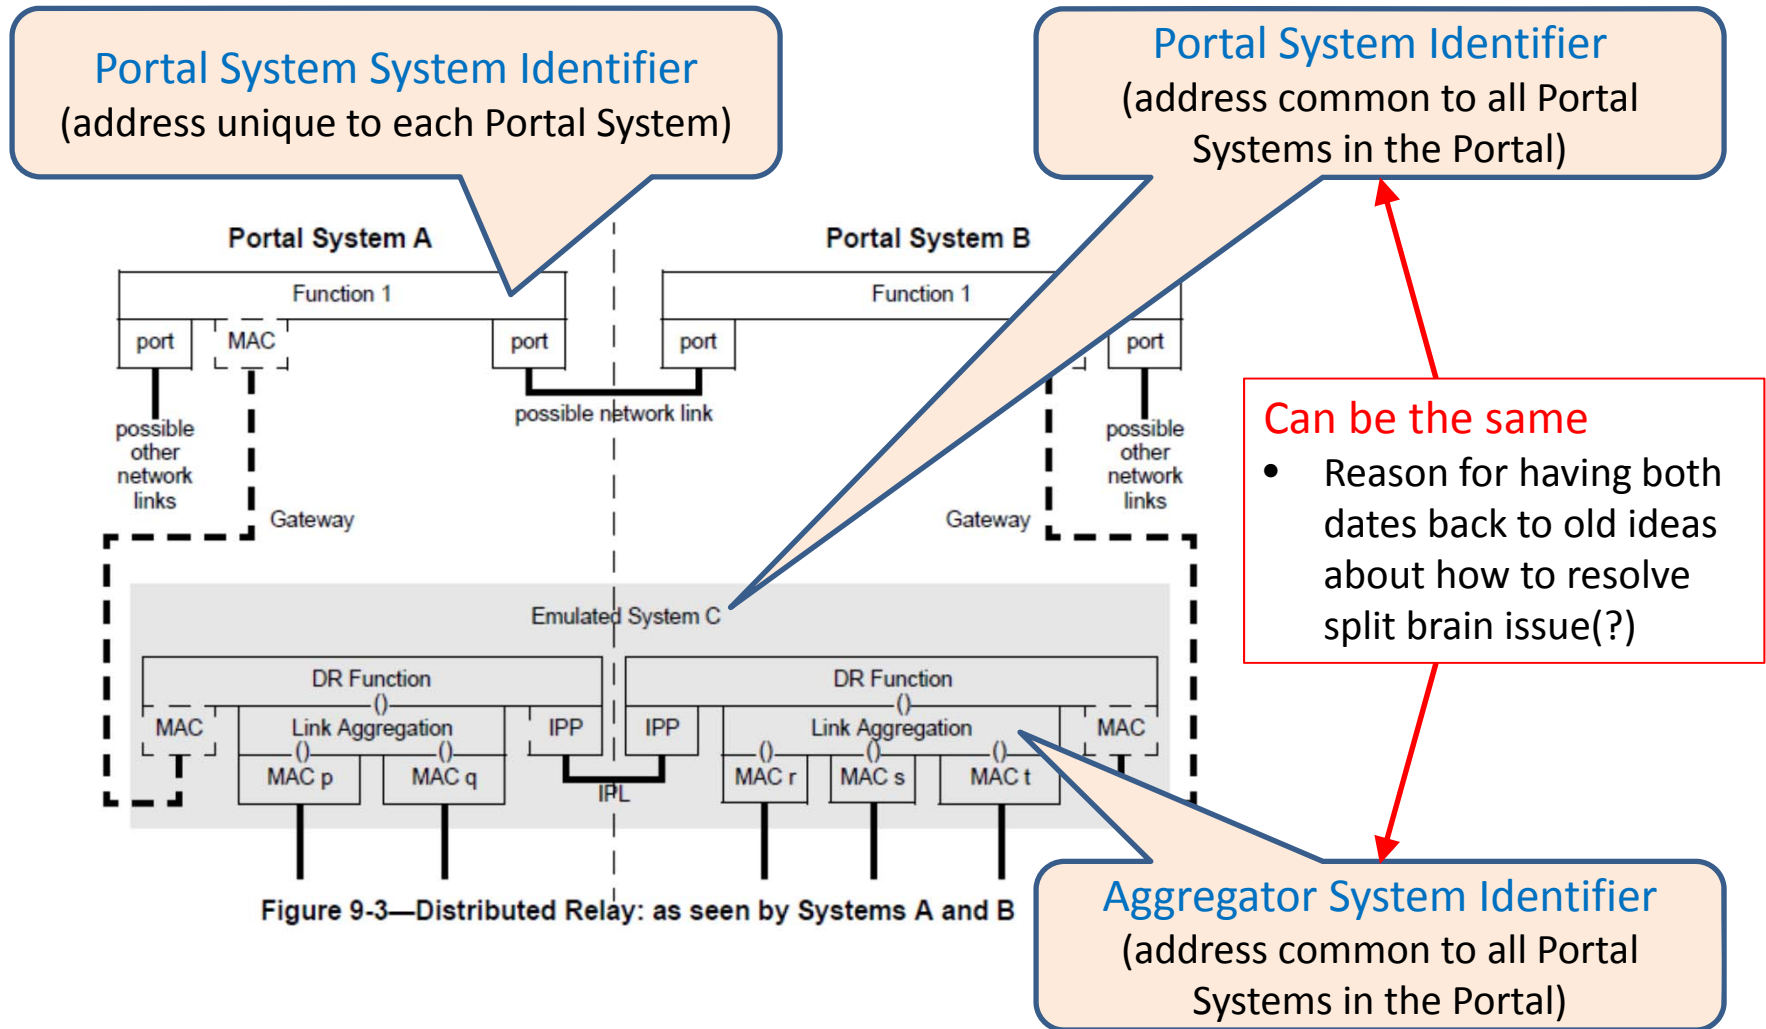 Portal System System Identifier
(address unique to each Portal System)
Portal System Identifier
(address common to all Portal
Systems in the Portal)
Portal System A
Portal System B
Function 1
Function 1
port
MAC
port
port
port
possible network link
possible
other
network
links
possible
other
network
links
Gateway
Gateway
Can be the same
• Reason for having both
dates back to old ideas
about how to resolve
split brain issue(?)
Emulated System C
DR Function
DR Function
()
()
MAC
Link Aggregation
IPP
IPP
Link Aggregation
MAC
()
()
()
()
()
MAC p
MAC q
MAC r
MAC s
MAC t
IPL
Figure 9-3—Distributed Relay: as seen by Systems A and B
Aggregator System Identifier
(address common to all Portal
Systems in the Portal)